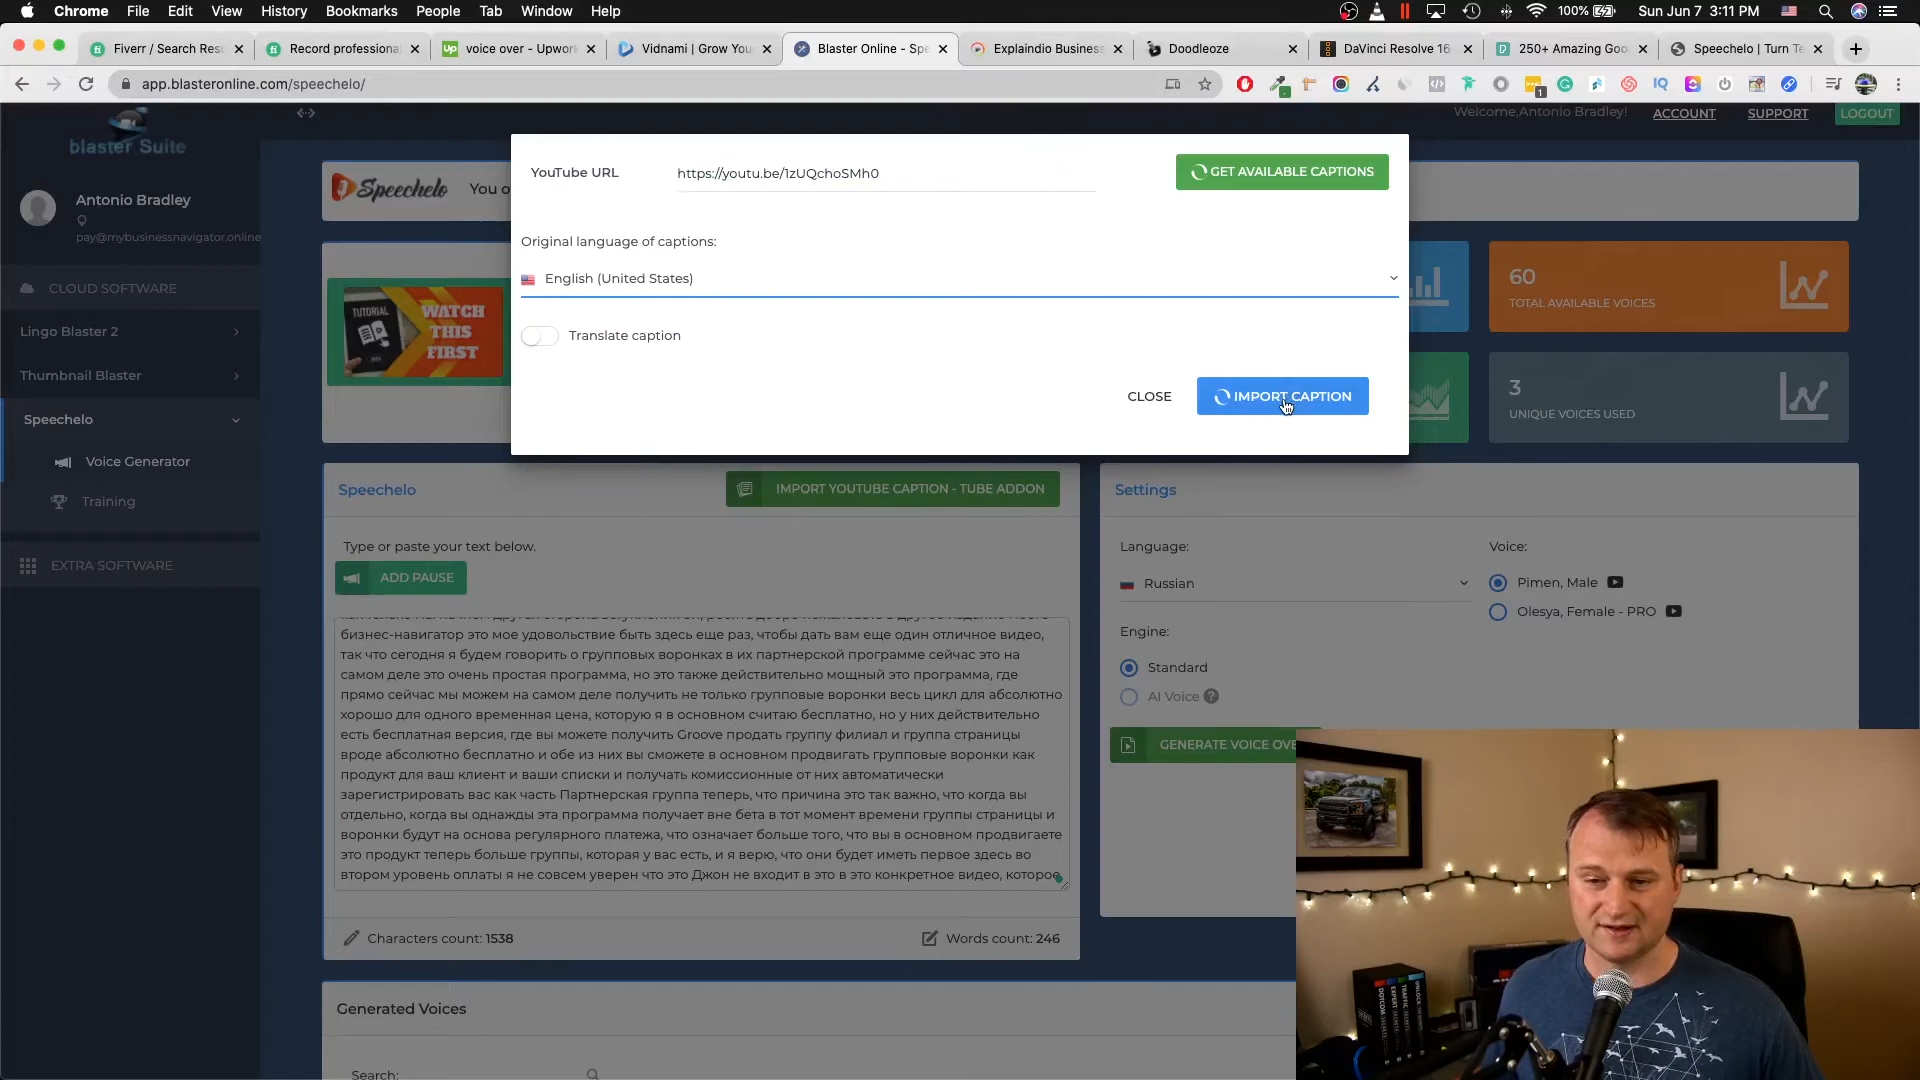 Chrome File Edit View History Bookmarks People Tab Window Help
100% Sun Jun 7 3:11 PM
Fiverr / Search Resu
Record professional
voice over - Upwork
Vidnami | Grow You
Blaster Online - Spe
Explaindio Business
Doodleoze
DaVinci Resolve 16
250+ Amazing Goo
Speechelo | Turn Te
app.blasteronline.com/speechelo/
blaster Suite
Welcome,Antonio Bradley!
ACCOUNT
SUPPORT
LOGOUT
Antonio Bradley
pay@mybusinessnavigator.online
CLOUD SOFTWARE
Lingo Blaster 2
Thumbnail Blaster
Speechelo
Voice Generator
Training
EXTRA SOFTWARE
Speechelo
You o
TUTORIAL
WATCH
THIS
FIRST
YouTube URL
https://youtu.be/1zUQchoSMh0
GET AVAILABLE CAPTIONS
Original language of captions:
English (United States)
Translate caption
CLOSE
IMPORT CAPTION
60
TOTAL AVAILABLE VOICES
3
UNIQUE VOICES USED
Speechelo
IMPORT YOUTUBE CAPTION - TUBE ADDON
Type or paste your text below.
ADD PAUSE
бизнес-навигатор это мое удовольствие быть здесь еще раз, чтобы дать вам еще один отличное видео,
так что сегодня я будем говорить о групповых воронках в их партнерской программе сейчас это на
самом деле это очень простая программа, но это также действительно мощный это программа, где
прямо сейчас мы можем на самом деле получить не только групповые воронки весь цикл для абсолютно
хорошо для одного временная цена, которую я в основном считаю бесплатно, но у них действительно
есть бесплатная версия, где вы можете получить Groove продать группу филиал и группа страницы
вроде абсолютно бесплатно и обе из них вы сможете в основном продвигать групповые воронки как
продукт для ваш клиент и ваши списки и получать комиссионные от них автоматически
зарегистрировать вас как часть Партнерская группа теперь, что причина это так важно, что когда вы
отдельно, когда вы однажды эта программа получает вне бета в тот момент времени группы страницы и
воронки будут на основа регулярного платежа, что означает больше того, что вы в основном продвигаете
это продукт теперь больше группы, которая у вас есть, и я верю, что они будет иметь первое здесь во
втором уровень оплаты я не совсем уверен что это Джон не входит в это в это конкретное видео, которое
Characters count: 1538
Words count: 246
Settings
Language:
Russian
Voice:
Pimen, Male
Olesya, Female - PRO
Engine:
Standard
AI Voice
GENERATE VOICE OVE
Generated Voices
Search: